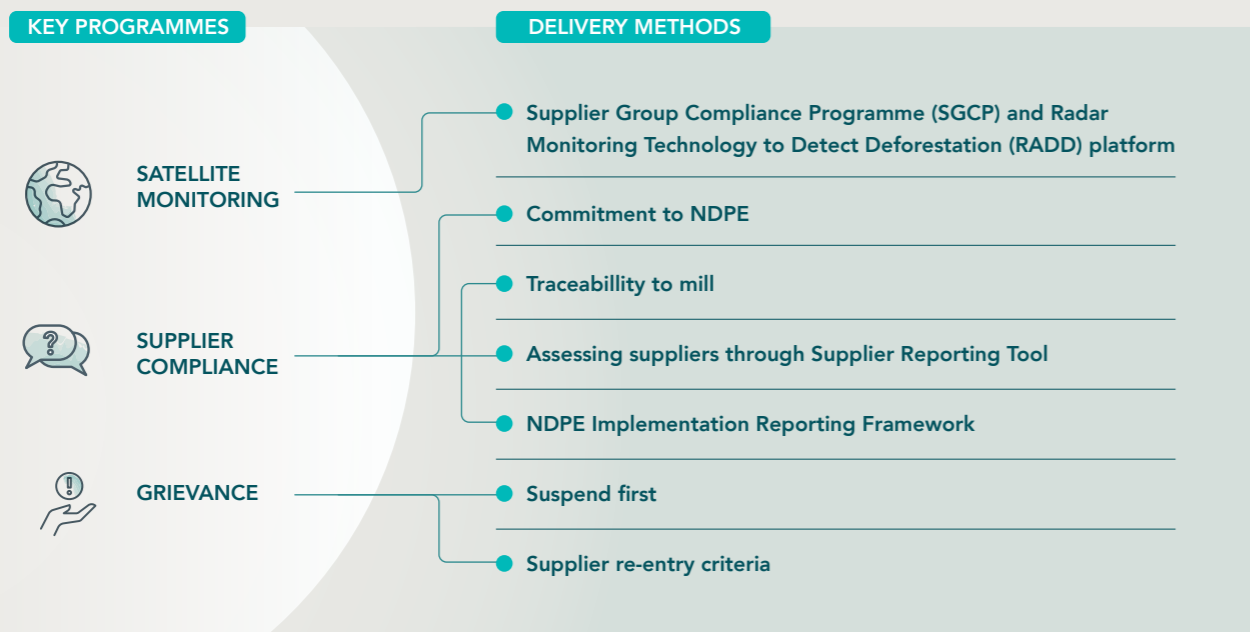 KEY PROGRAMMES
DELIVERY METHODS
SATELLITE
MONITORING
Supplier Group Compliance Programme (SGCP) and Radar
Monitoring Technology to Detect Deforestation (RADD) platform
SUPPLIER
COMPLIANCE
Commitment to NDPE
Traceabillity to mill
Assessing suppliers through Supplier Reporting Tool
NDPE Implementation Reporting Framework
GRIEVANCE
Suspend first
Supplier re-entry criteria